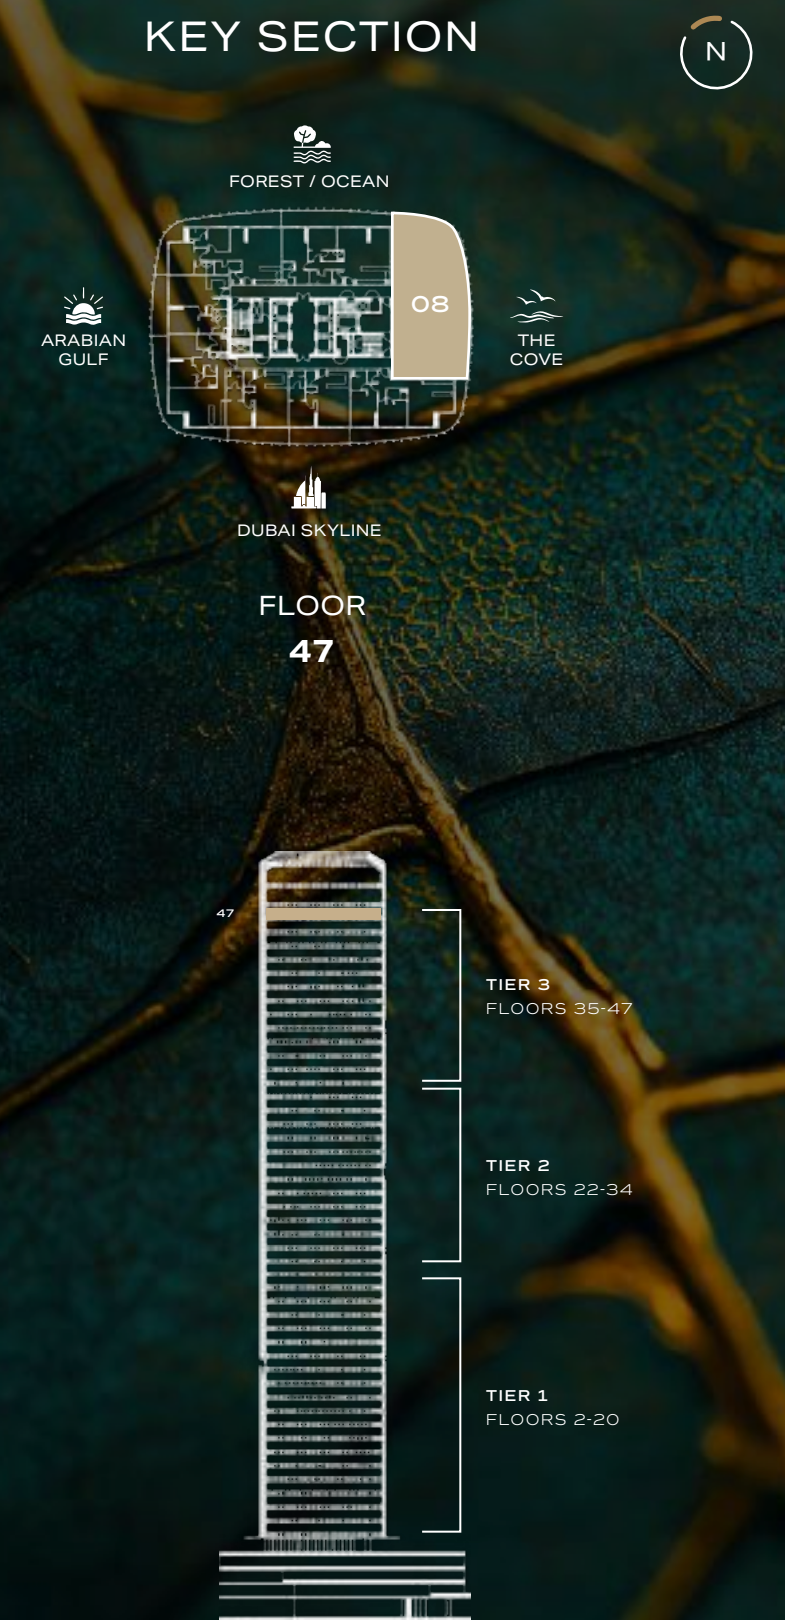 KEY SECTION
N
FOREST / OCEAN
08
ARABIAN
GULF
THE
COVE
DUBAI SKYLINE
FLOOR
47
47
TIER 3
FLOORS 35-47
TIER 2
FLOORS 22-34
TIER 1
FLOORS 2-20